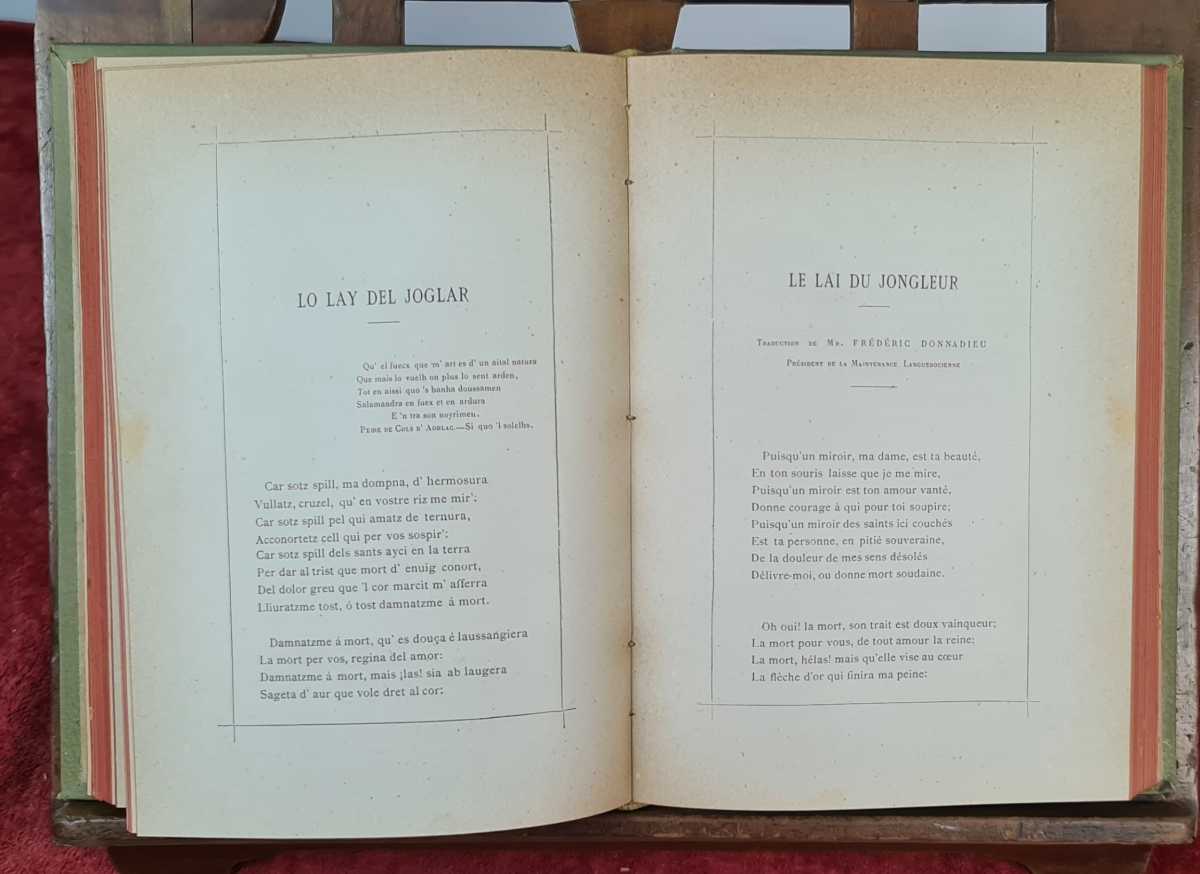 LO LAY DEL JOGLAR
Qu' el fuecs que m' art es d' un aital natura
Que mais lo vuelh on plus lo sent arden,
Tot en aissi quo 's banha doussamen
Salamandra en fuex et en ardura
E 'n tra son noyrimen.
PEIRE DE COLS D' AORLAC.—Si quo 'l solelhs.
Car sotz spill, ma dompna, d' hermosura
Vullatz, cruzel, qu' en vostre riz me mir':
Car sotz spill pel qui amatz de ternura,
Acconortetz cell qui per vos sospir':
Car sotz spill dels sants ayci en la terra
Per dar al trist que mort d' enuig conort,
Del dolor greu que 'l cor marcit m' afferra
Lliuratzme tost, ó tost damnatzme á mort.
Damnatzme á mort, qu' es douça é laussangiera
La mort per vos, regina del amor:
Damnatzme á mort, mais ¡las! sia ab laugera
Sageta d' aur que vole dret al cor:
LE LAI DU JONGLEUR
TRADUCTION DE MR. FRÉDÉRIC DONNADIEU
PRÉSIDENT DE LA MAINTENANCE LANGUEDOCIENNE
Puisqu'un miroir, ma dame, est ta beauté,
En ton souris laisse que je me mire,
Puisqu'un miroir est ton amour vanté,
Donne courage à qui pour toi soupire;
Puisqu'un miroir des saints ici couchés
Est ta personne, en pitié souveraine,
De la douleur de mes sens désolés
Délivre-moi, ou donne mort soudaine.
Oh oui! la mort, son trait est doux vainqueur;
La mort pour vous, de tout amour la reine;
La mort, hélas! mais qu'elle vise au cœur
La flèche d'or qui finira ma peine: